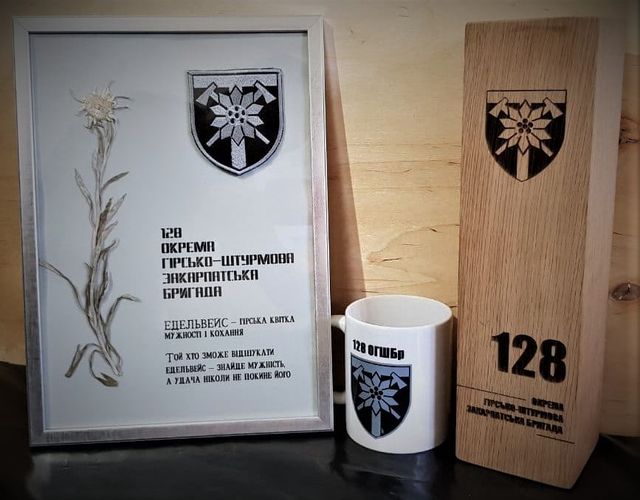 128
ОКРЕМА
ГІРСЬКО-ШТУРМОВА
ЗАКАРПАТСЬКА
БРИГАДА
ЕДЕЛЬВЕЙС – ГІРСЬКА КВІТКА
МУЖНОСТІ І КОХАННЯ
ТОЙ ХТО ЗМОЖЕ ВІДШУКАТИ
ЕДЕЛЬВЕЙС – ЗНАЙДЕ МУЖНІСТЬ,
А УДАЧА НІКОЛИ НЕ ПОКИНЕ ЙОГО
128 ОГШБр
128
ОКРЕМА
ГІРСЬКО-ШТУРМОВА
ЗАКАРПАТСЬКА БРИГАДА